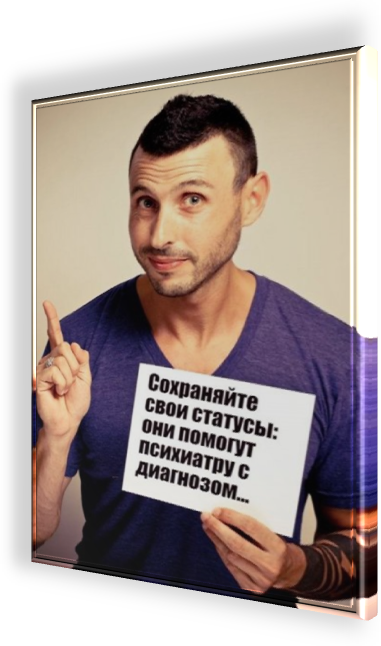 Сохраняйте
свои статусы:
они помогут
психиатру с
диагнозом...